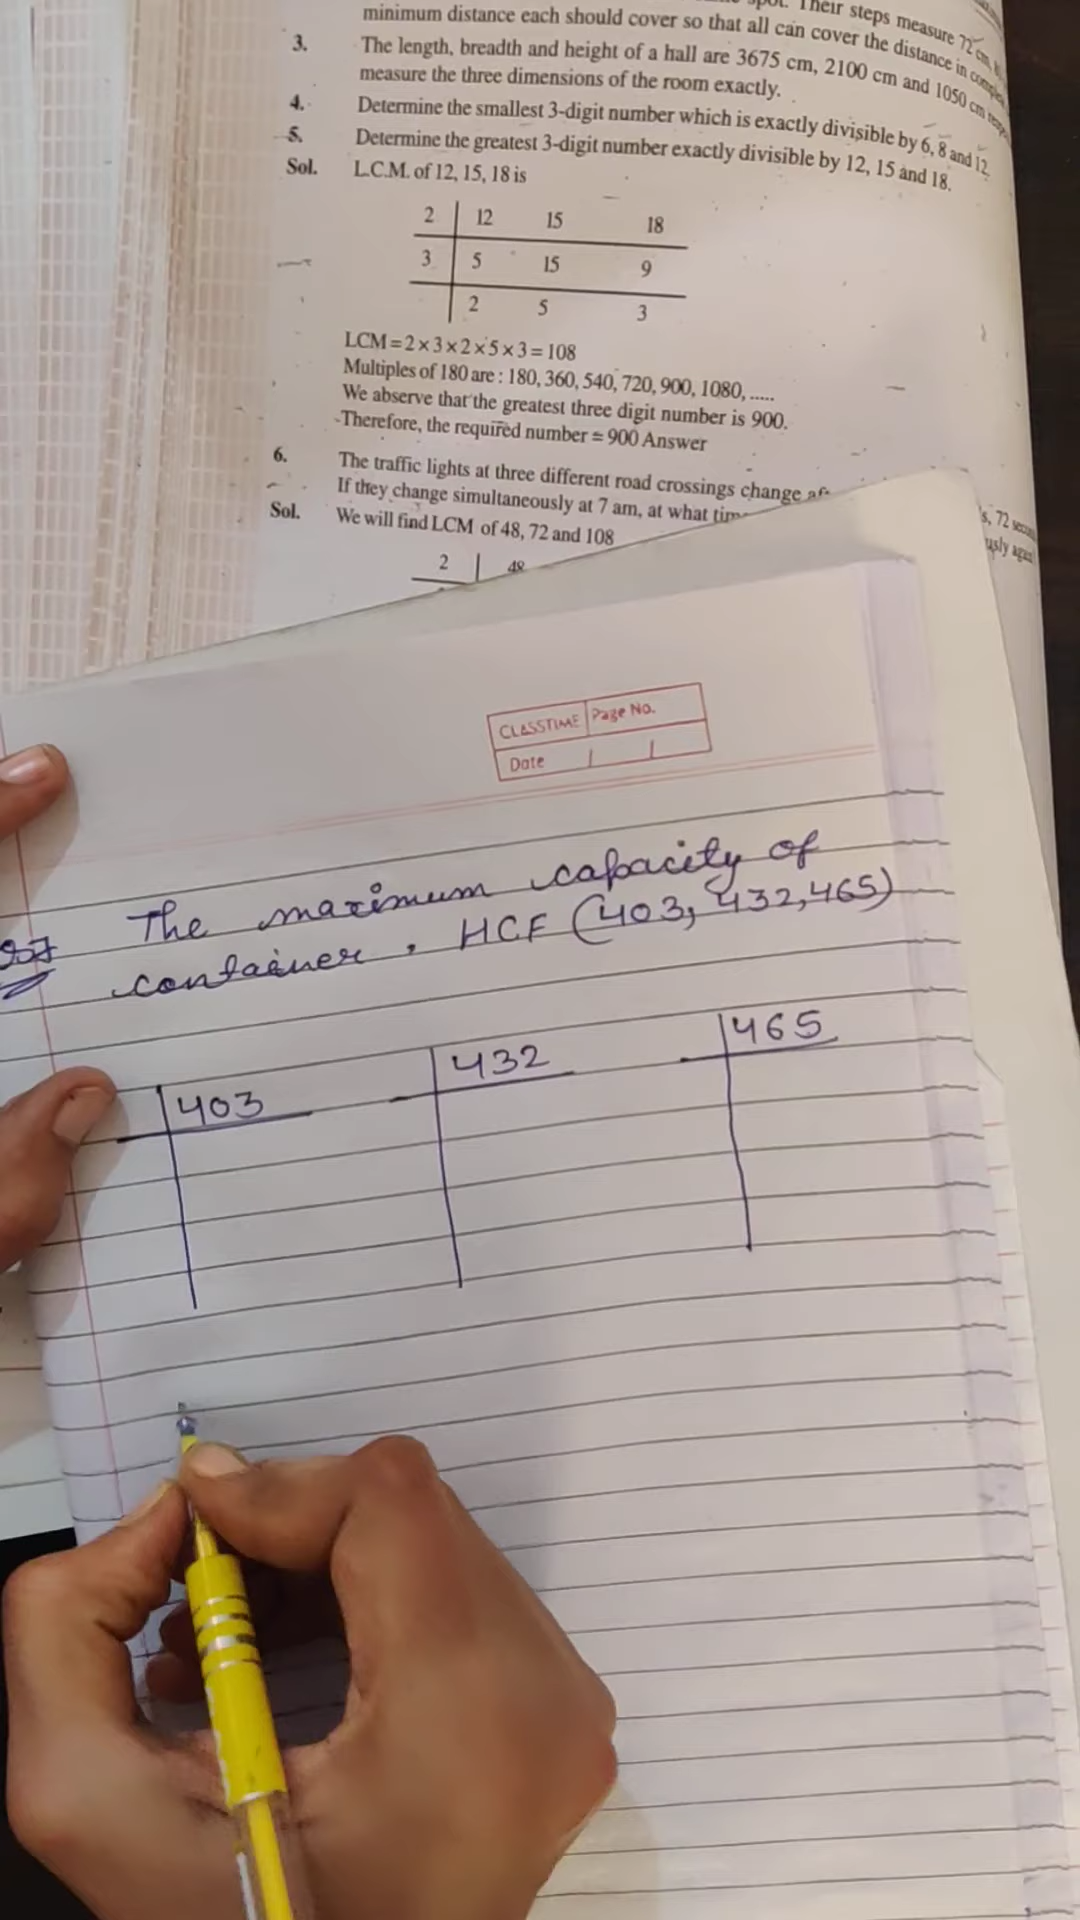 spot. Their steps measure 72 cm,
minimum distance each should cover so that all can cover the distance in
3. The length, breadth and height of a hall are 3675 cm, 2100 cm and 1050 cm
measure the three dimensions of the room exactly.
4. Determine the smallest 3-digit number which is exactly divisible by 6, 8 and 12.
5. Determine the greatest 3-digit number exactly divisible by 12, 15 and 18.
Sol. L.C.M. of 12, 15, 18 is
2 12 15 18
3 5 15 9
2 5 3
LCM = 2 × 3 × 2 × 5 × 3 = 108
Multiples of 180 are : 180, 360, 540, 720, 900, 1080, .....
We abserve that the greatest three digit number is 900.
Therefore, the required number = 900 Answer
6. The traffic lights at three different road crossings change
s, 72
If they change simultaneously at 7 am, at what
usly
Sol. We will find LCM of 48, 72 and 108
2 48
CLASSTIME Page No.
Date / /
The maximum capacity of
container, HCF (403, 432, 465)
403 432 465